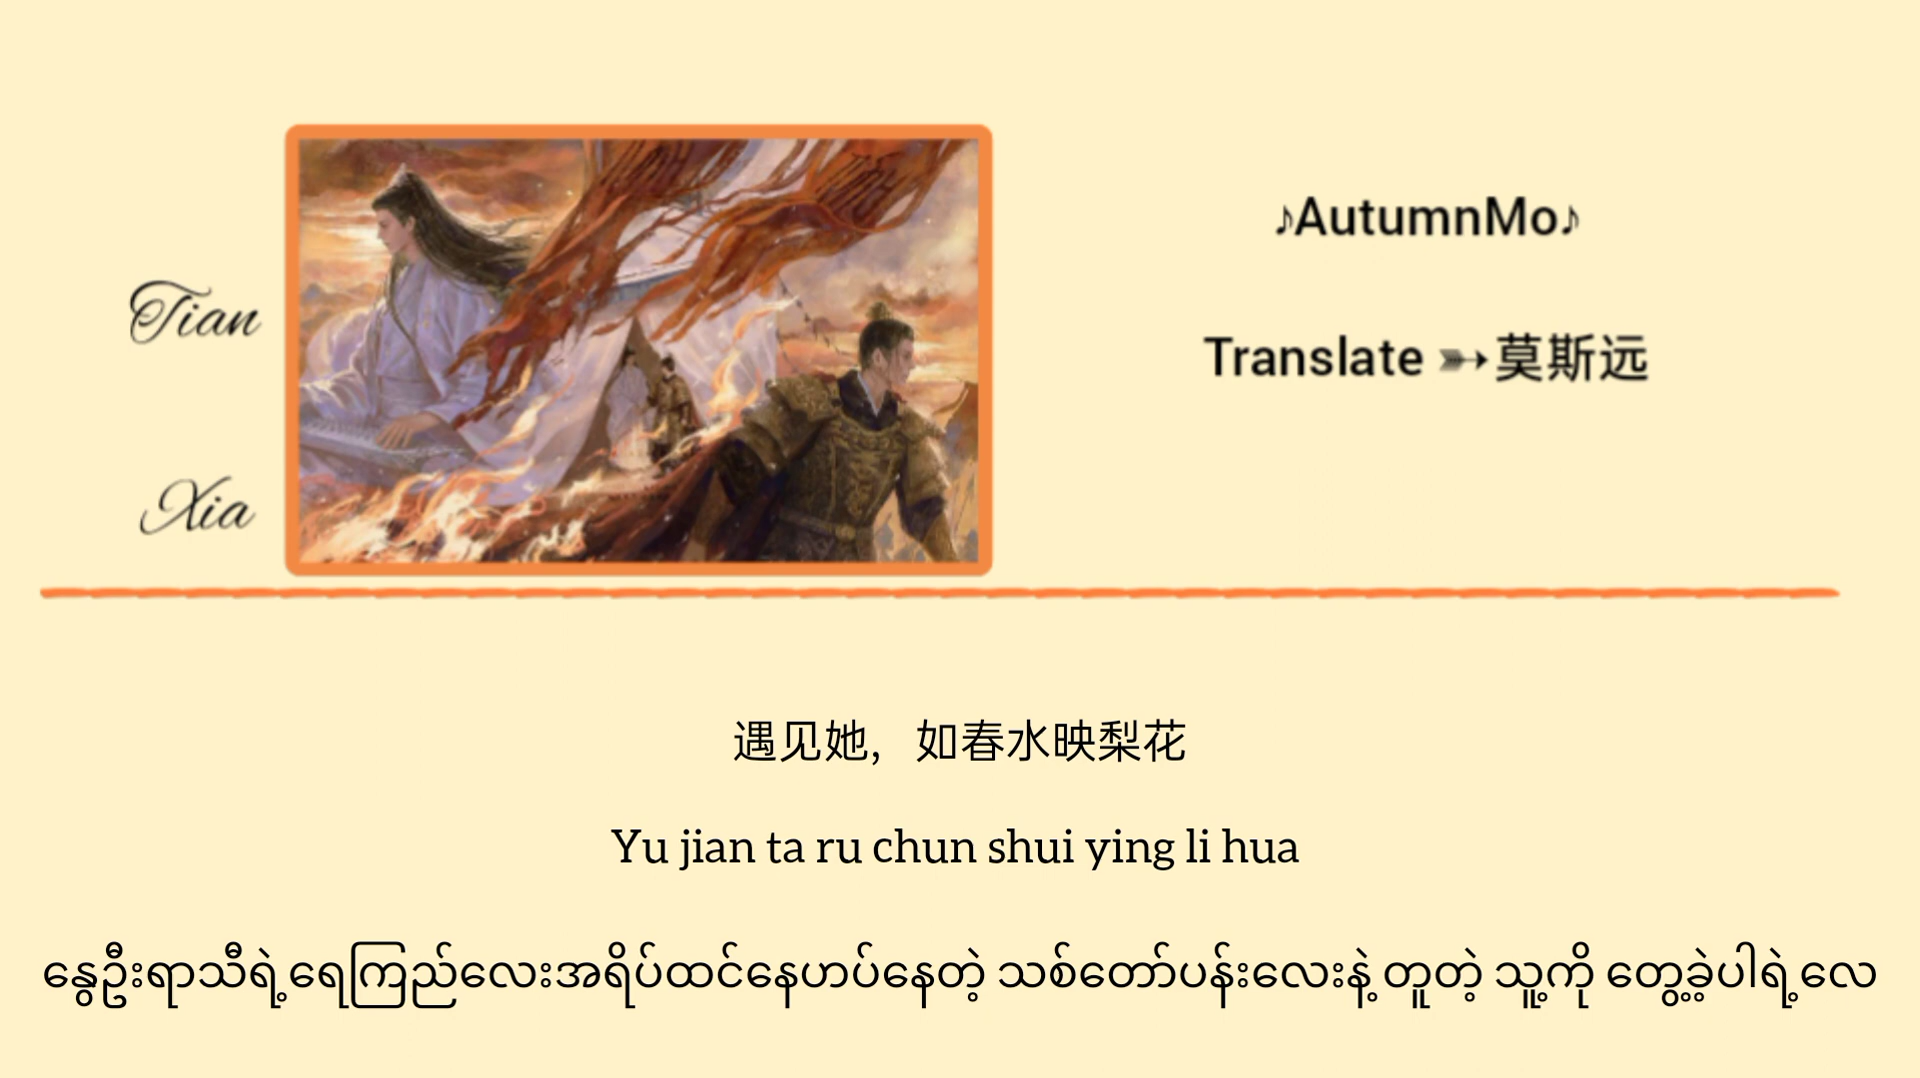 Tian
Xia
♪AutumnMo♪
Translate ➳莫斯远
遇见她，如春水映梨花
Yu jian ta ru chun shui ying li hua
နွေဦးရာသီရဲ့ရေကြည်လေးအရိပ်ထင်နေဟပ်နေတဲ့ သစ်တော်ပန်းလေးနဲ့ တူတဲ့ သူ့ကို တွေ့ခဲ့ပါရဲ့လေ